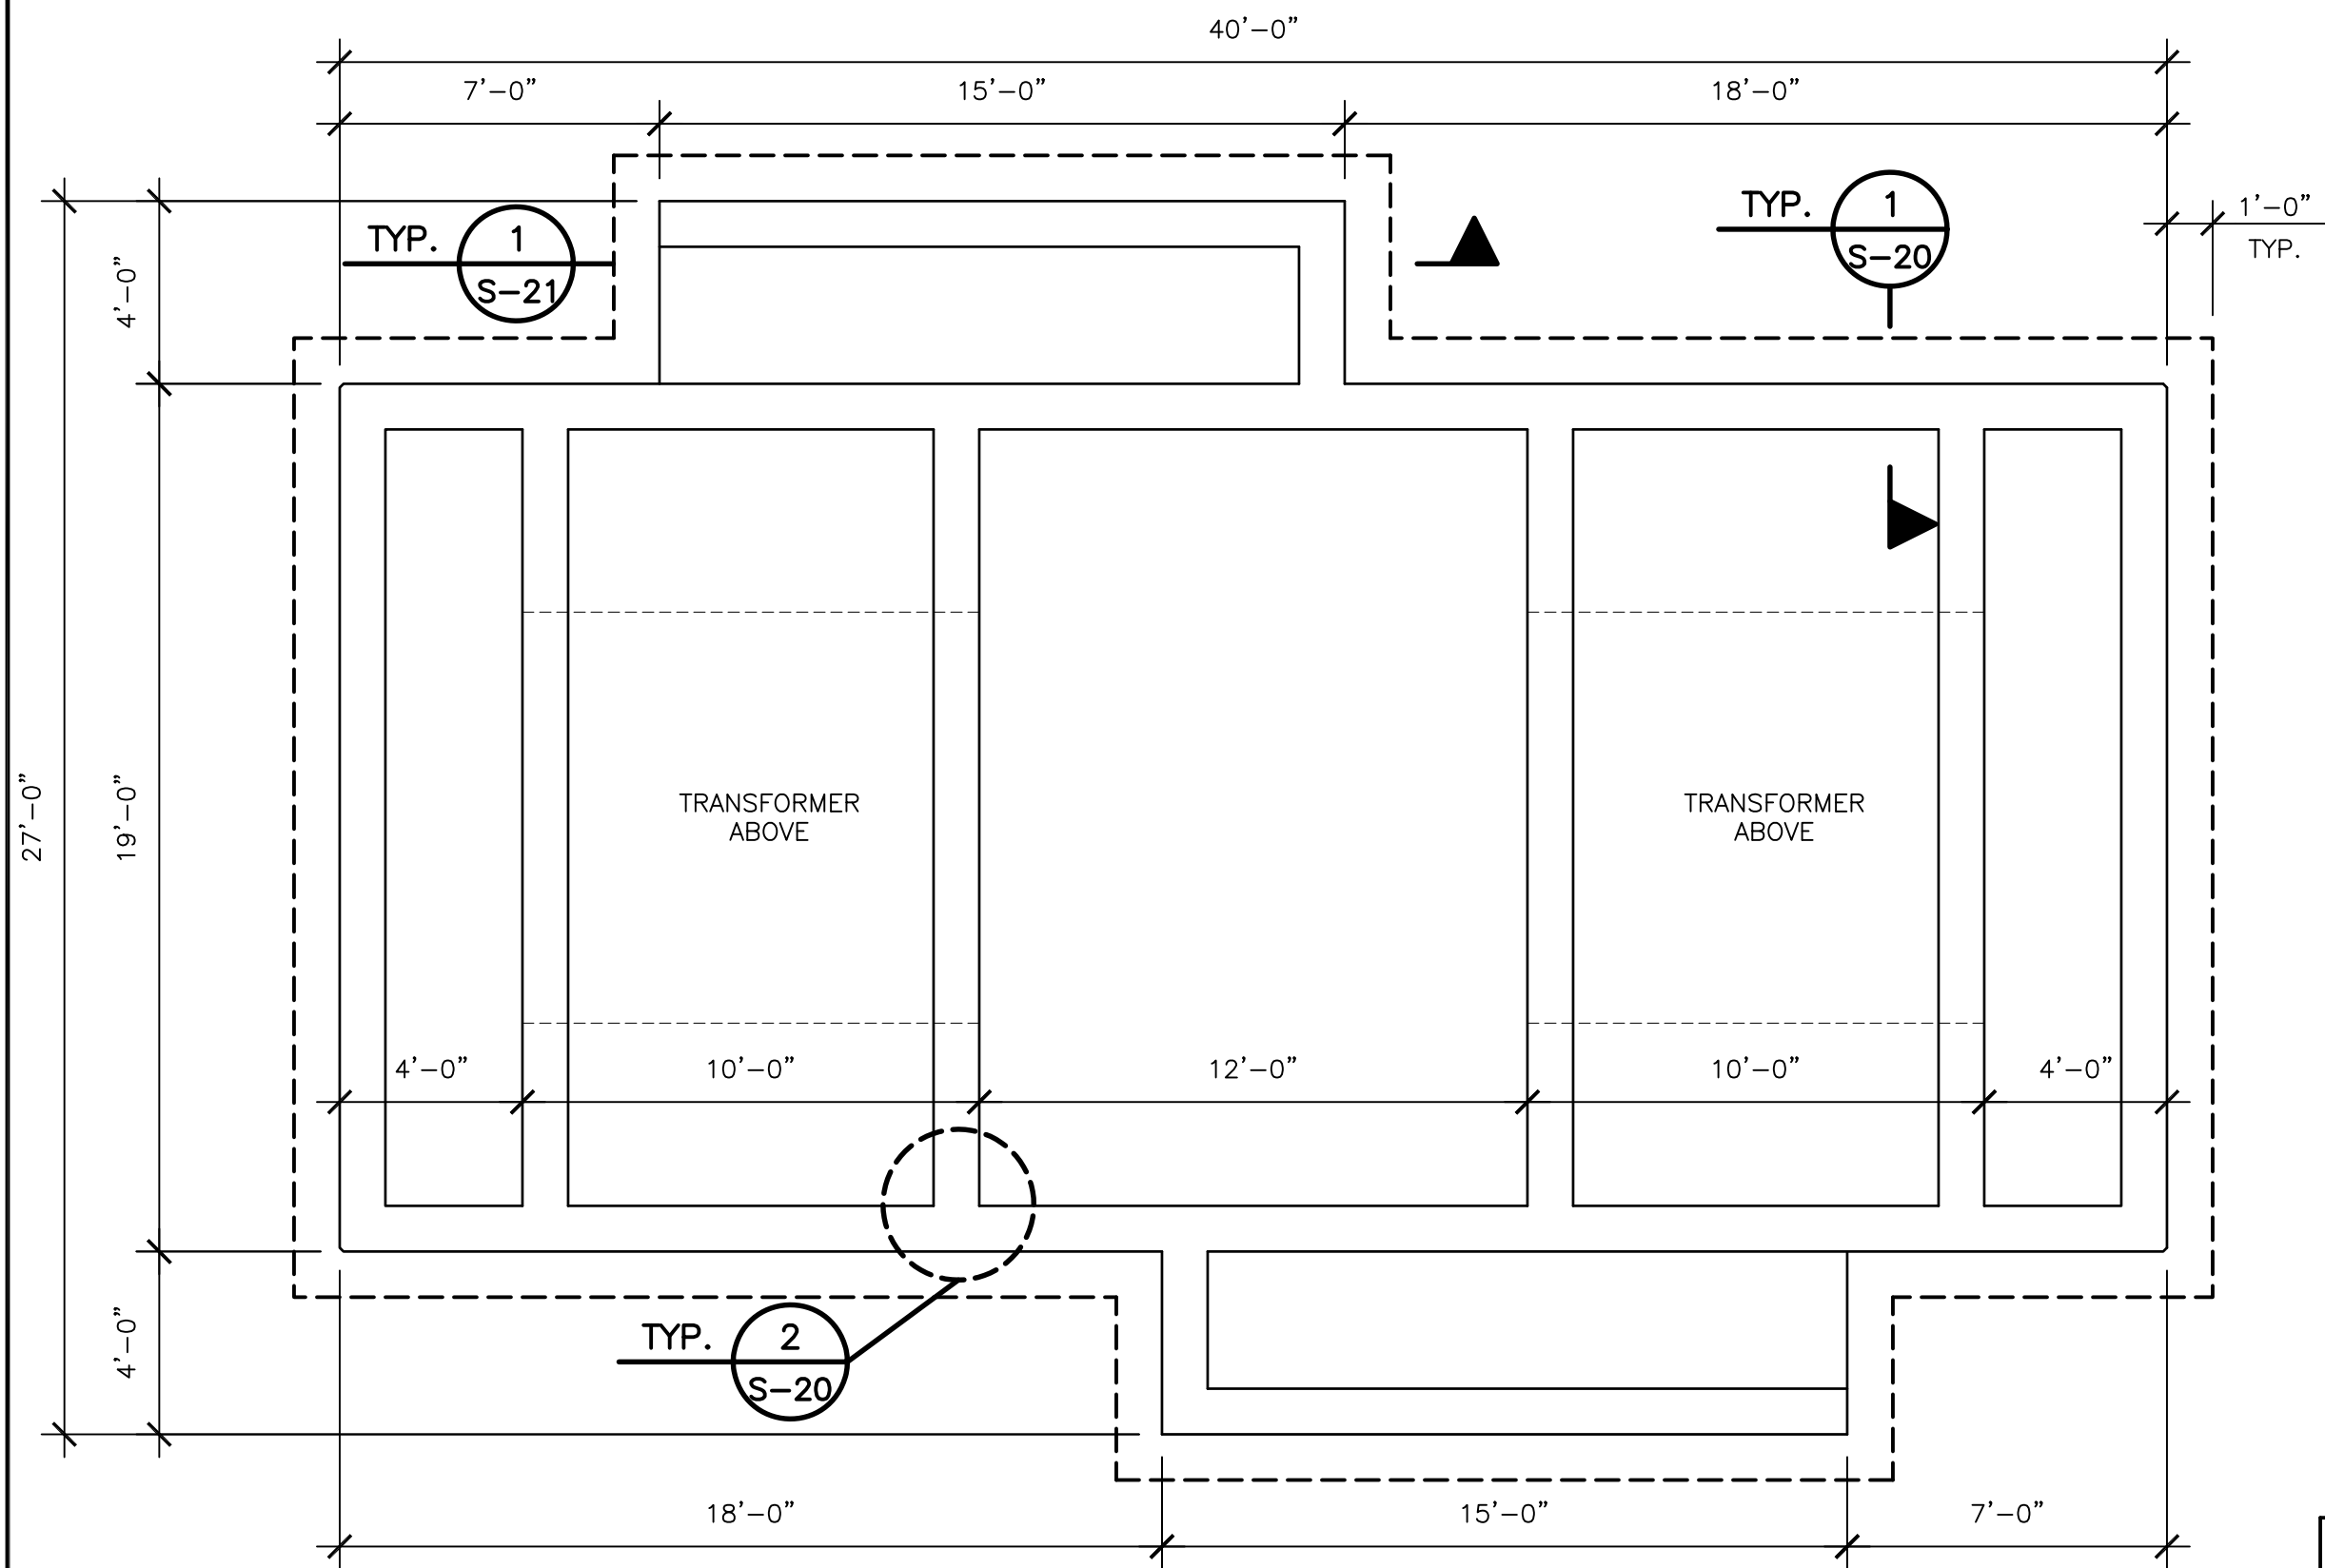 40'-0"
7'-0"
15'-0"
18'-0"
1'-0"
TYP.
TYP.
1
S-21
TYP.
1
S-20
4'-0"
27'-0"
19'-0"
TRANSFORMER
ABOVE
TRANSFORMER
ABOVE
4'-0"
10'-0"
12'-0"
10'-0"
4'-0"
4'-0"
TYP.
2
S-20
18'-0"
15'-0"
7'-0"